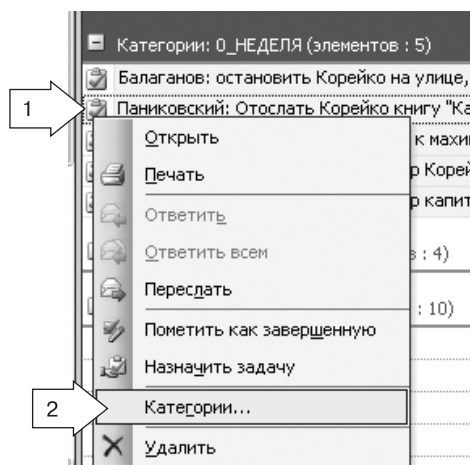 Категории: 0_НЕДЕЛЯ (элементов : 5)
Балаганов: остановить Корейко на улице,
1
Паниковский: Отослать Корейко книгу "Ка
Открыть
к махи
Печать
р Корей
Ответить
р капит
Ответить всем
в : 4)
Переслать
: 10)
Пометить как завершенную
Назначить задачу
2
Категории...
Удалить